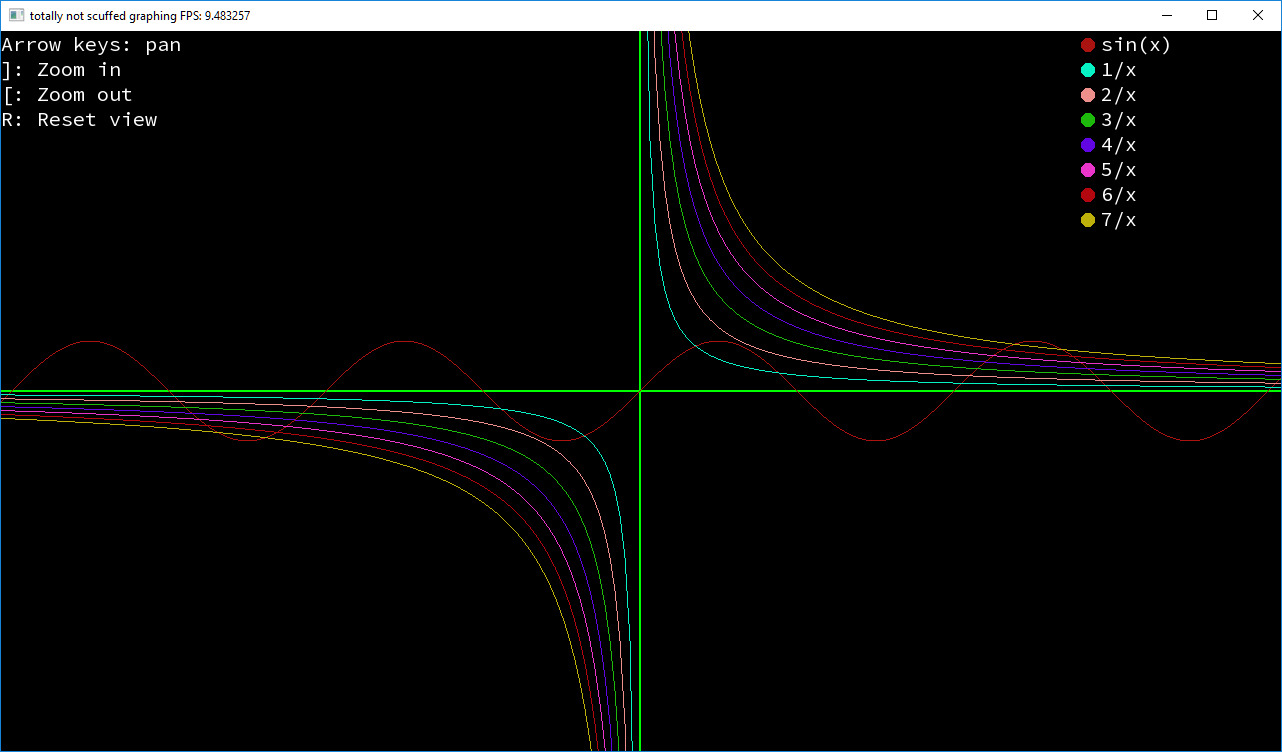 totally not scuffed graphing FPS: 9.483257
Arrow keys: pan
]: Zoom in
[: Zoom out
R: Reset view
sin(x)
1/x
2/x
3/x
4/x
5/x
6/x
7/x